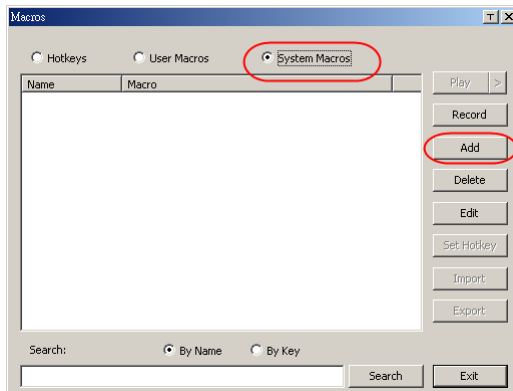 Macros
Hotkeys User Macros System Macros
Name Macro
Play >
Record
Add
Delete
Edit
Set Hotkey
Import
Export
Search: By Name By Key
Search Exit